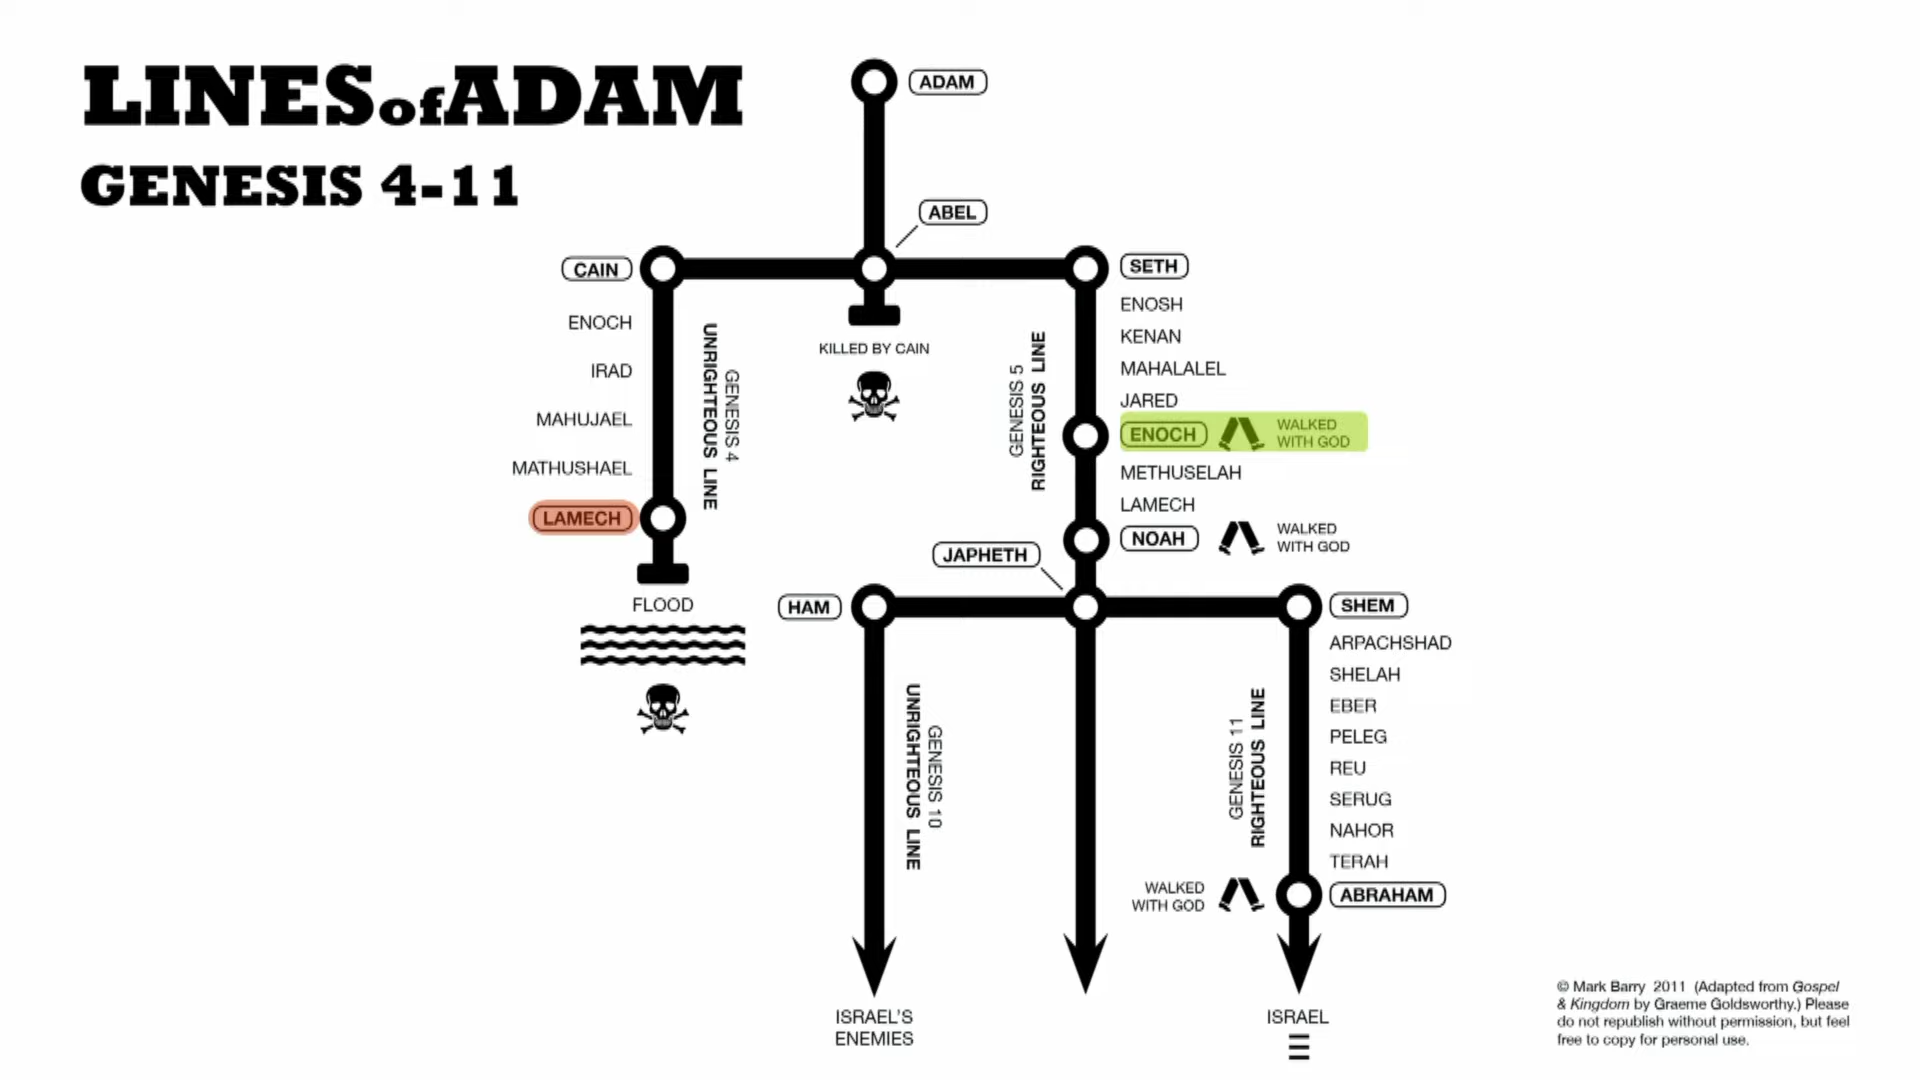 LINES of ADAM
GENESIS 4-11
ADAM
ABEL
CAIN
ENOCH
IRAD
MAHUJAEL
MATHUSHAEL
LAMECH
GENESIS 4
UNRIGHTEOUS LINE
FLOOD
KILLED BY CAIN
GENESIS 5
RIGHTEOUS LINE
SETH
ENOSH
KENAN
MAHALALEL
JARED
ENOCH
WALKED
WITH GOD
METHUSELAH
LAMECH
NOAH
WALKED
WITH GOD
JAPHETH
HAM
GENESIS 10
UNRIGHTEOUS LINE
ISRAEL'S
ENEMIES
SHEM
ARPACHSHAD
SHELAH
EBER
PELEG
REU
SERUG
NAHOR
TERAH
ABRAHAM
GENESIS 11
RIGHTEOUS LINE
WALKED
WITH GOD
ISRAEL
© Mark Barry 2011 (Adapted from Gospel
& Kingdom by Graeme Goldsworthy.) Please
do not republish without permission, but feel
free to copy for personal use.